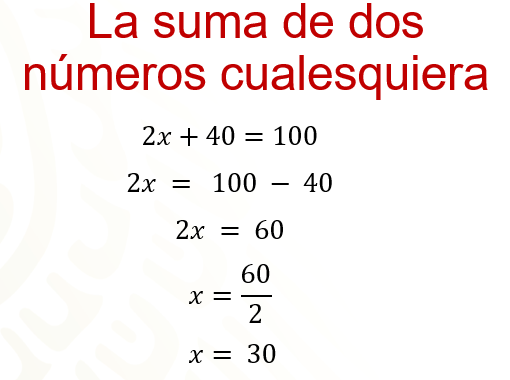 La suma de dos
números cualesquiera
2x + 40 = 100
2x = 100 − 40
2x = 60
x = 60/2
x = 30